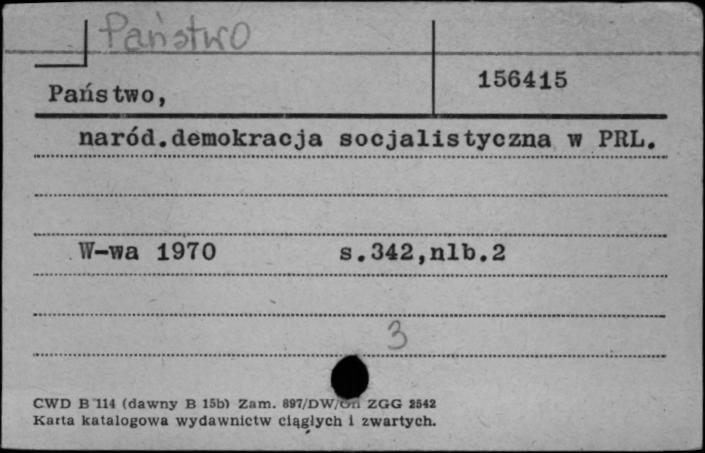 Państwo
156415
Państwo,
naród.demokracja socjalistyczna w PRL.
W-wa 1970 s.342,nlb.2
3
CWD B 114 (dawny B 15b) Zam. 897/DW/ ZGG 2542
Karta katalogowa wydawnictw ciągłych i zwartych.